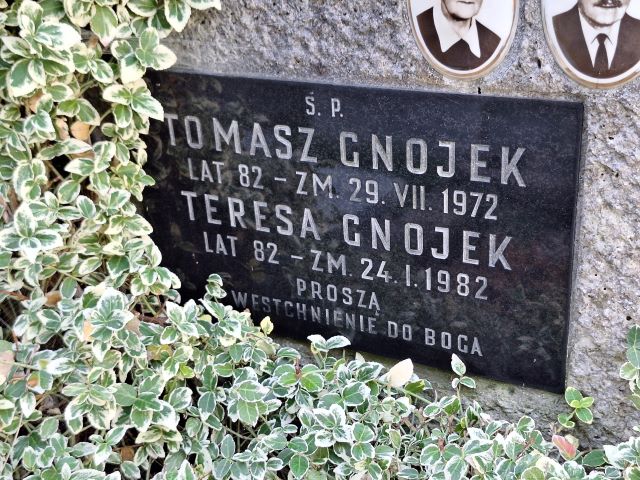 Ś. P.
TOMASZ GNOJEK
LAT 82 – ZM. 29. VII. 1972
TERESA GNOJEK
LAT 82 – ZM. 24. I. 1982
PROSZĄ
WESTCHNIENIE DO BOGA